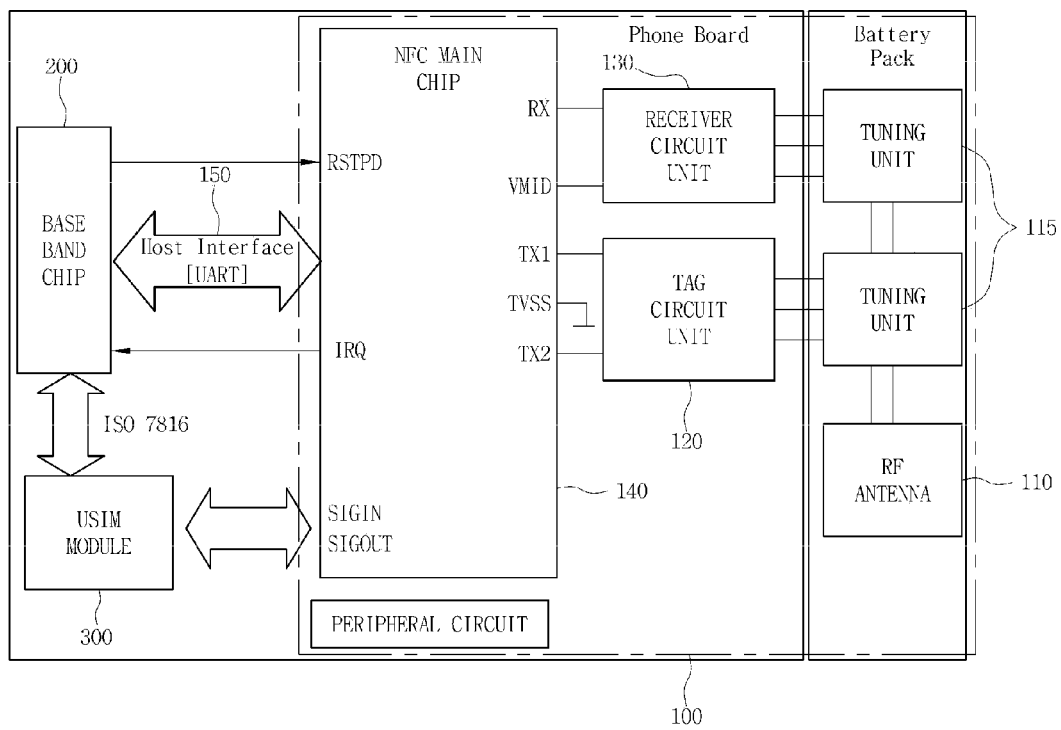 Phone Board
Battery
Pack
NFC MAIN
CHIP
130
200
RX
RECEIVER
CIRCUIT
UNIT
TUNING
UNIT
RSTPD
150
VMID
BASE
BAND
CHIP
Host Interface
[UART]
115
TX1
TAG
CIRCUIT
UNIT
TUNING
UNIT
TVSS
IRQ
TX2
ISO 7816
120
RF
ANTENNA
110
140
USIM
MODULE
SIGIN
SIGOUT
300
PERIPHERAL CIRCUIT
100